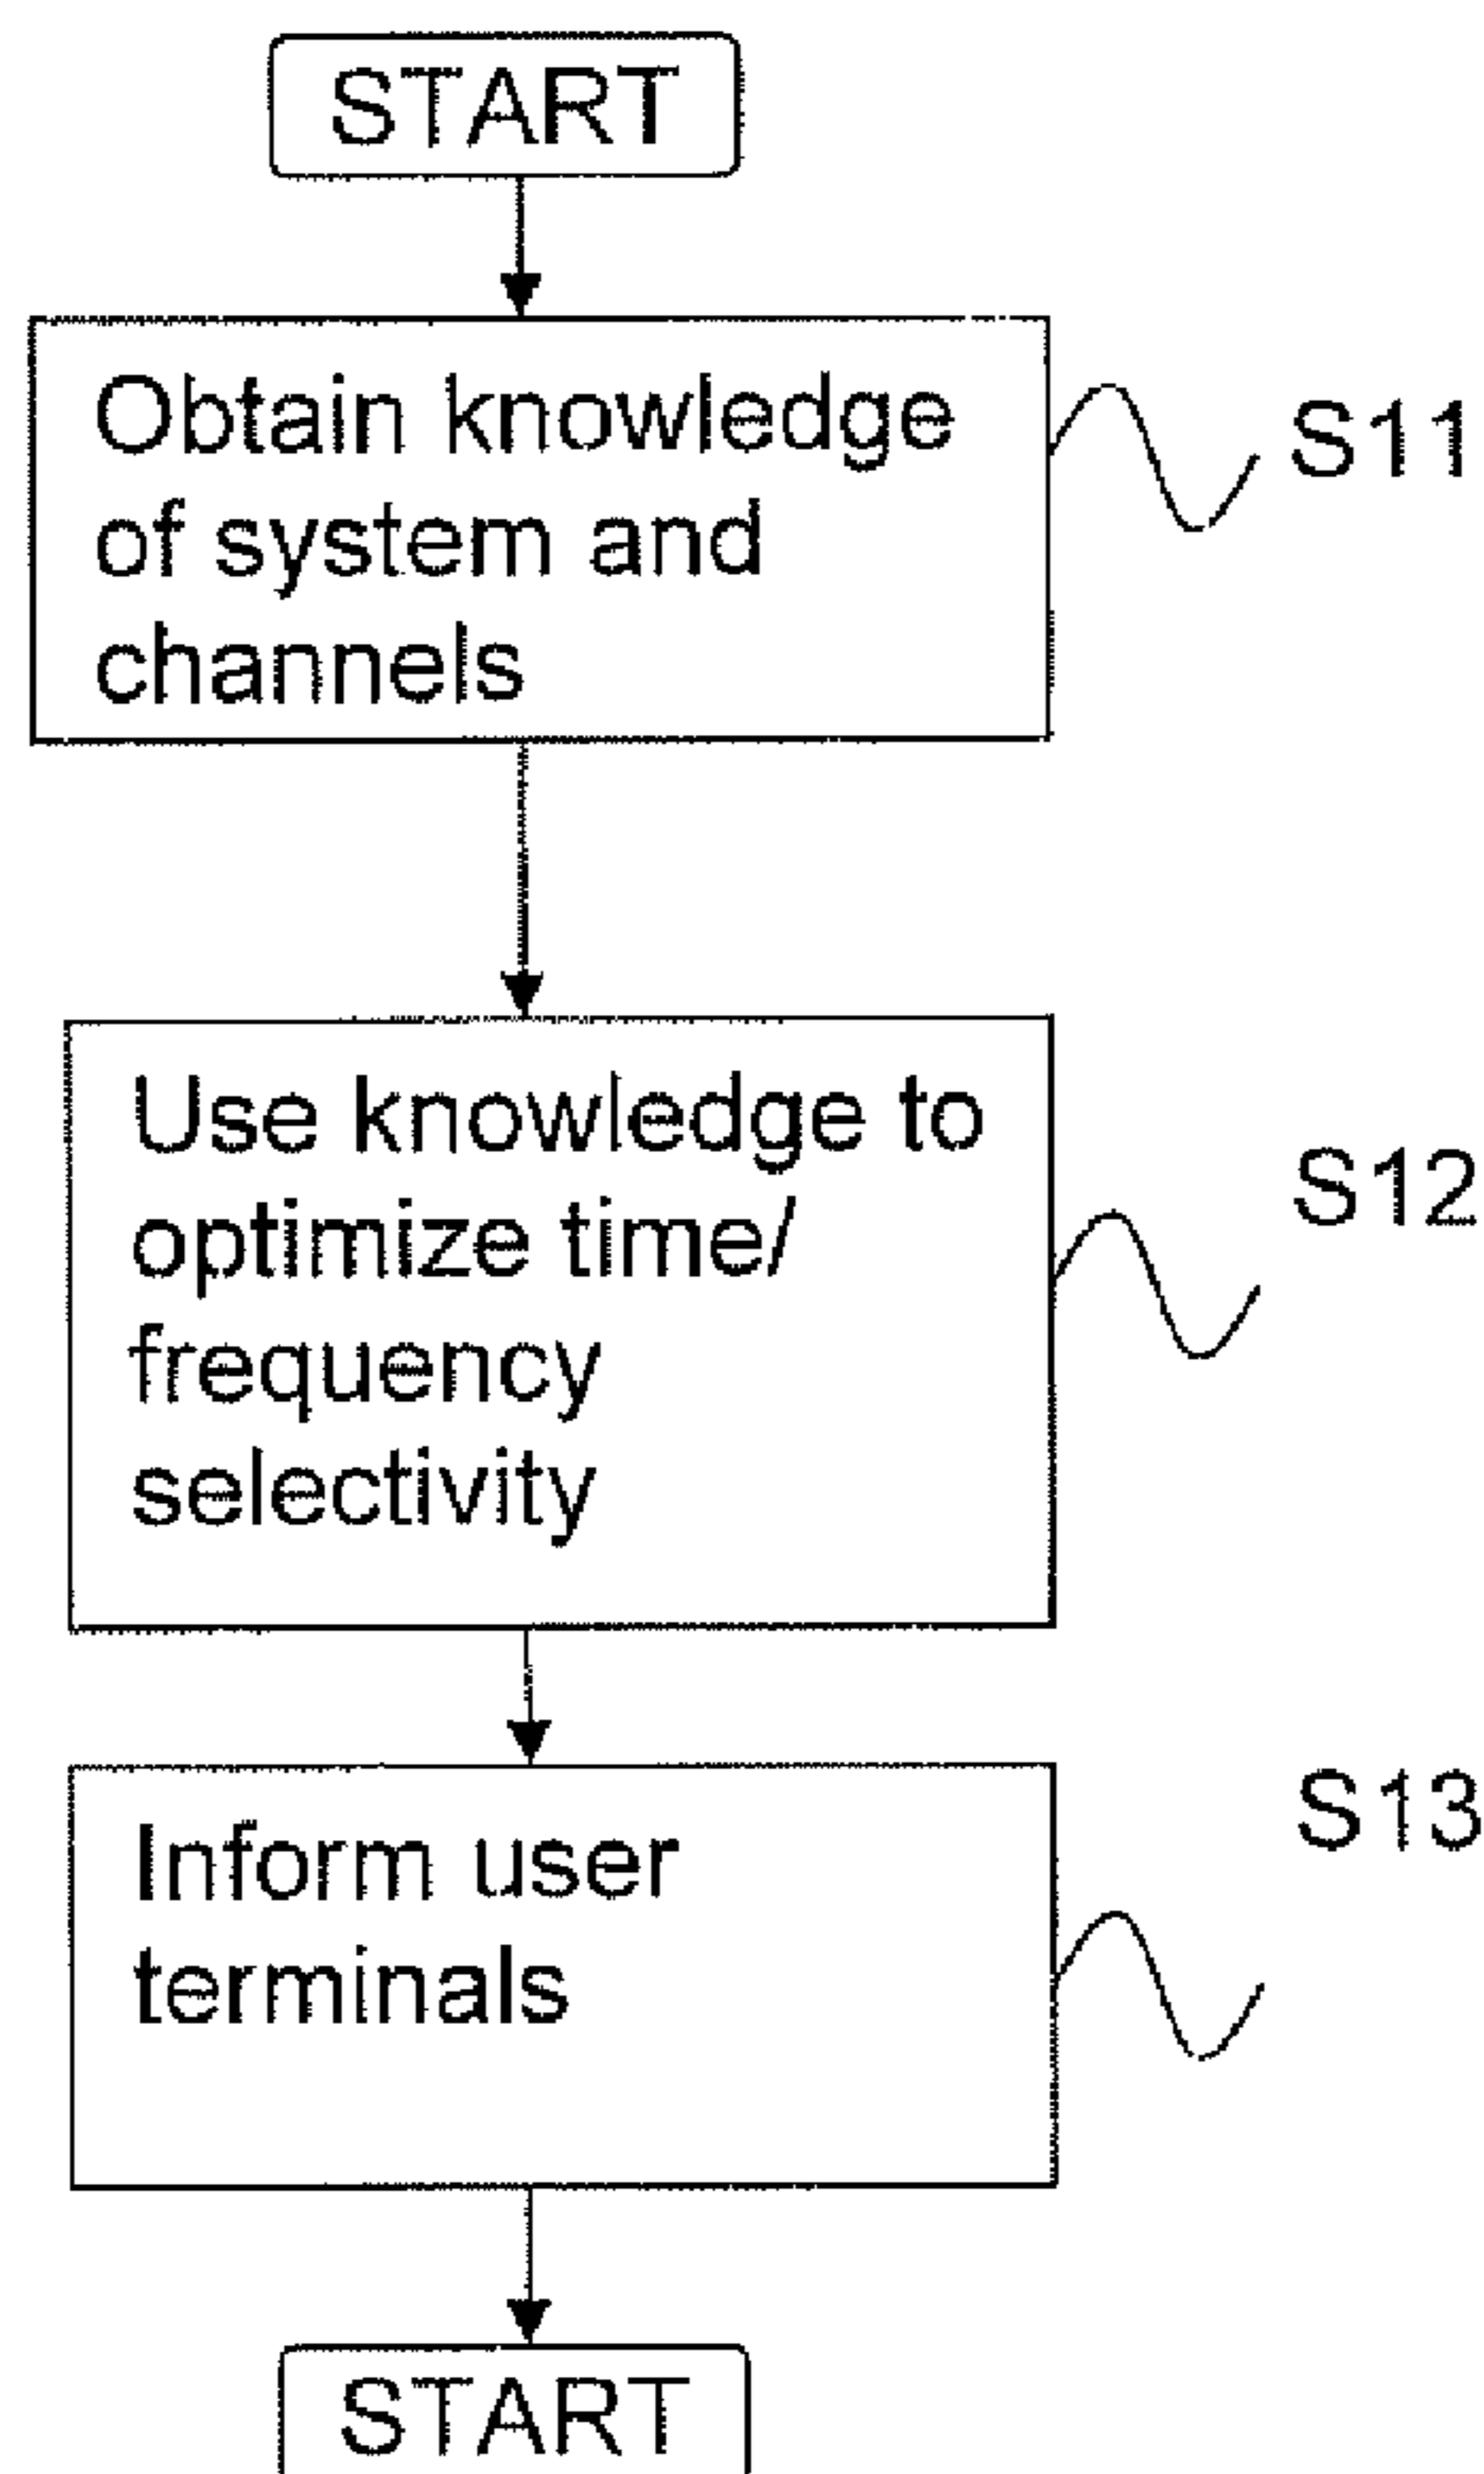 START
Obtain knowledge
of system and
channels
S11
Use knowledge to
optimize time/
frequency
selectivity
S12
Inform user
terminals
S13
START